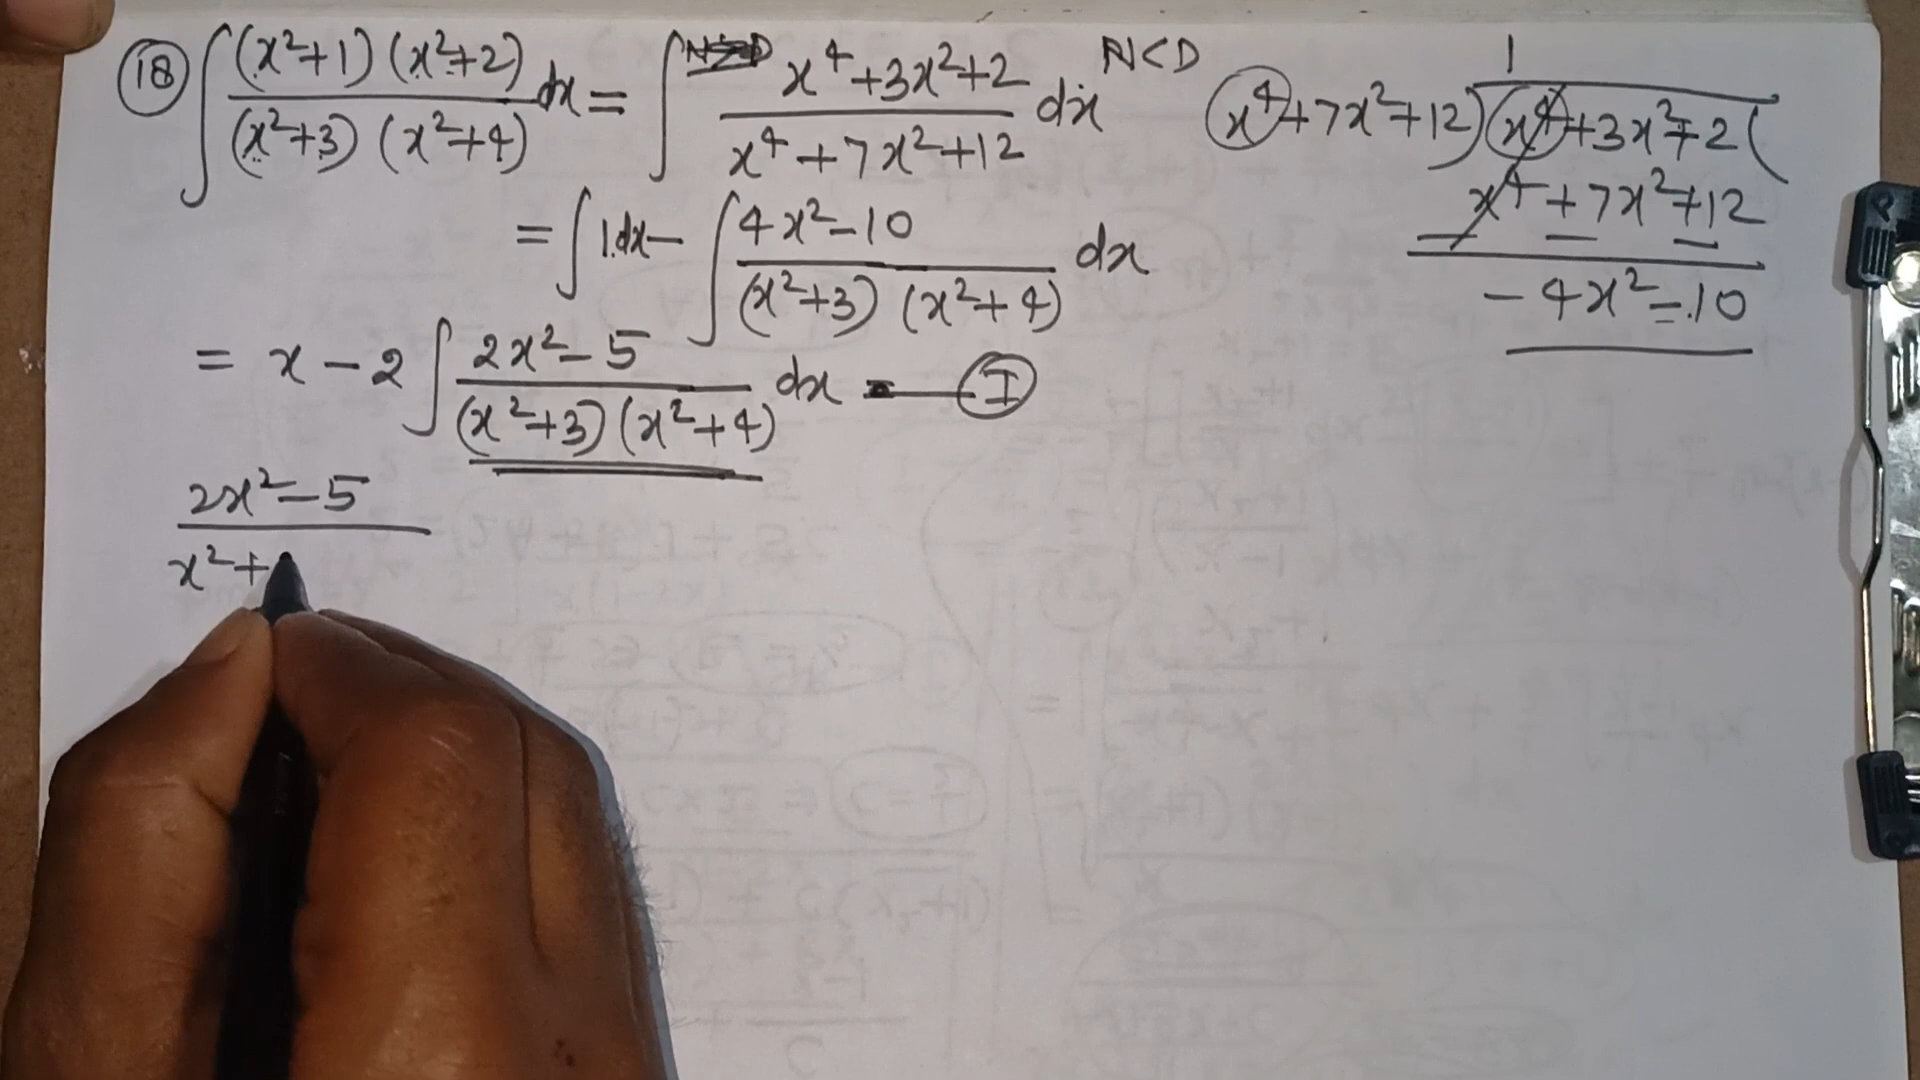 (18) ∫ (x²+1) (x²+2) / (x²+3) (x²+4) dx = ∫ x⁴+3x²+2 / x⁴+7x²+12 dx N<D
= ∫ 1.dx – ∫ 4x²–10 / (x²+3) (x²+4) dx
= x – 2 ∫ 2x²–5 / (x²+3) (x²+4) dx — (I)
2x²–5 / x²+
1
x⁴+7x²+12) x⁴+3x²+2 (
x⁴+7x²+12
– – –
–4x²–10